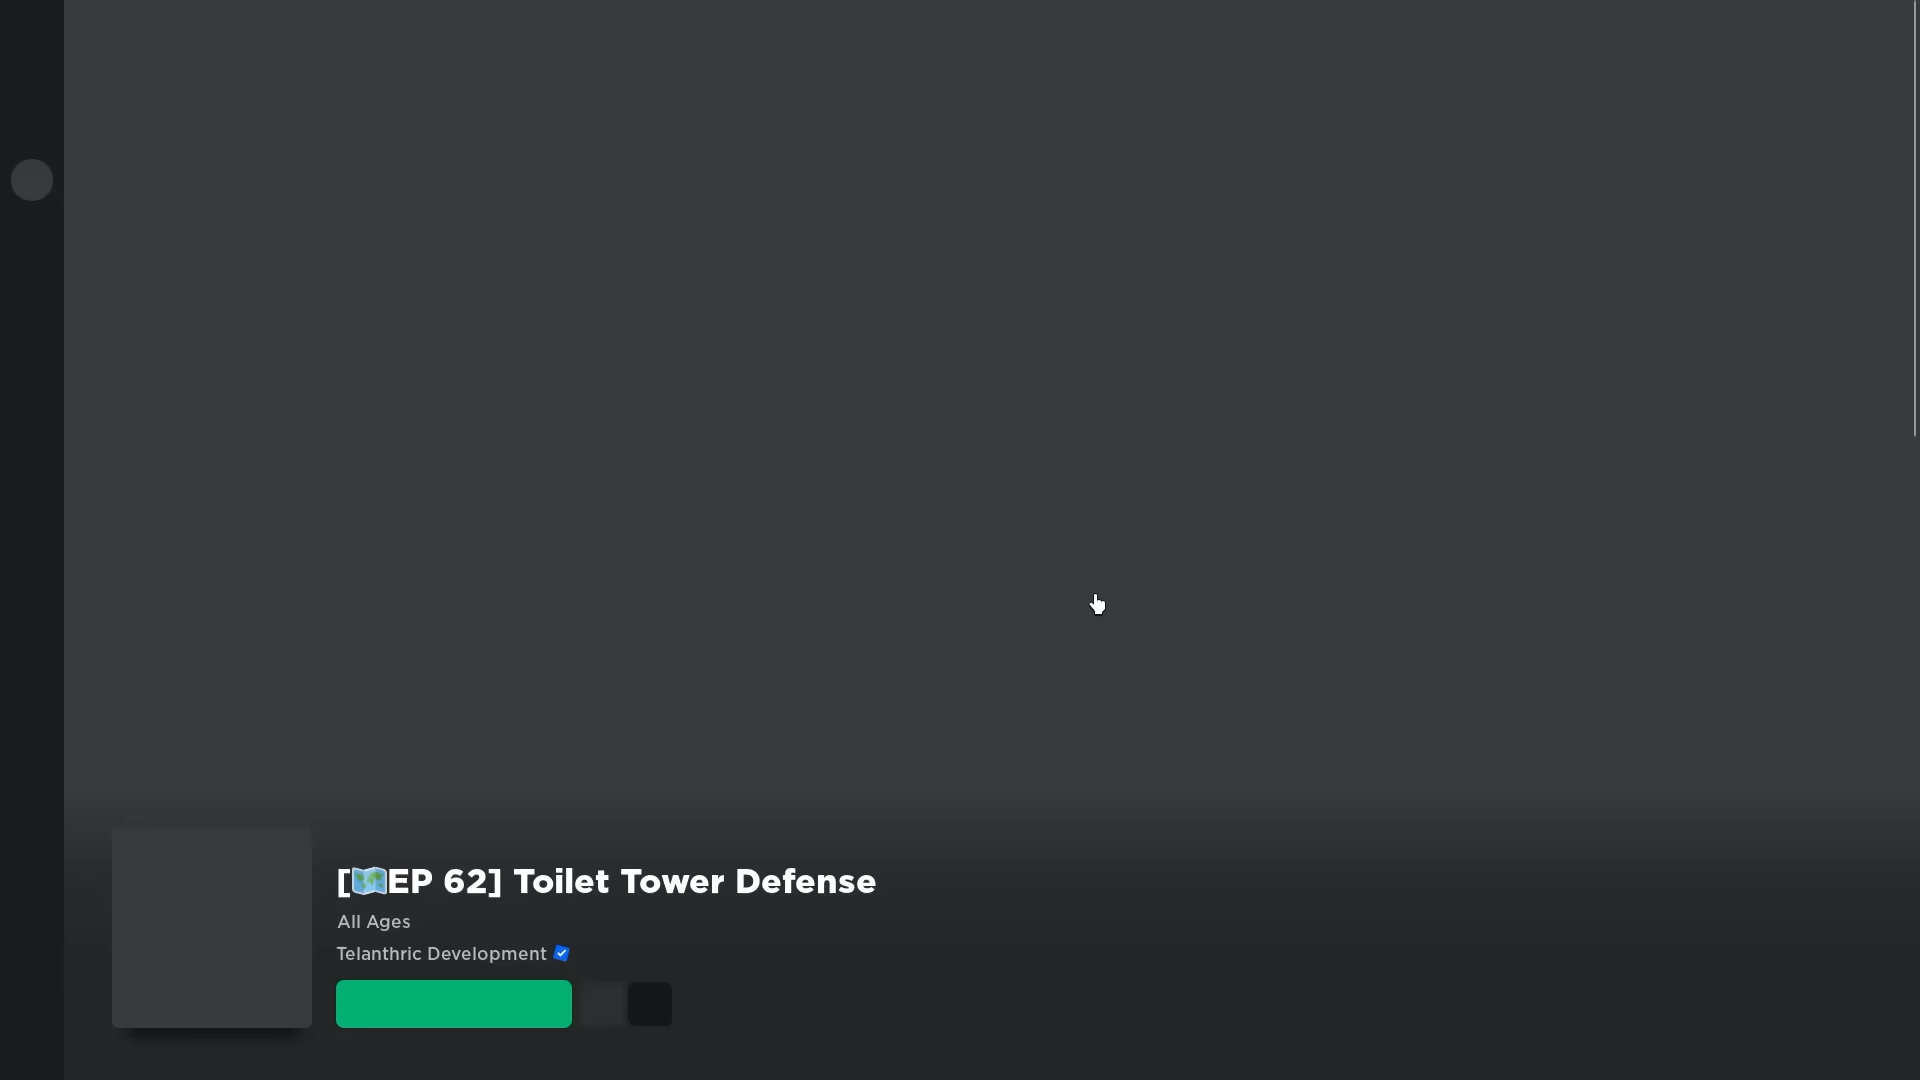 [🗺️EP 62] Toilet Tower Defense
All Ages
Telanthric Development